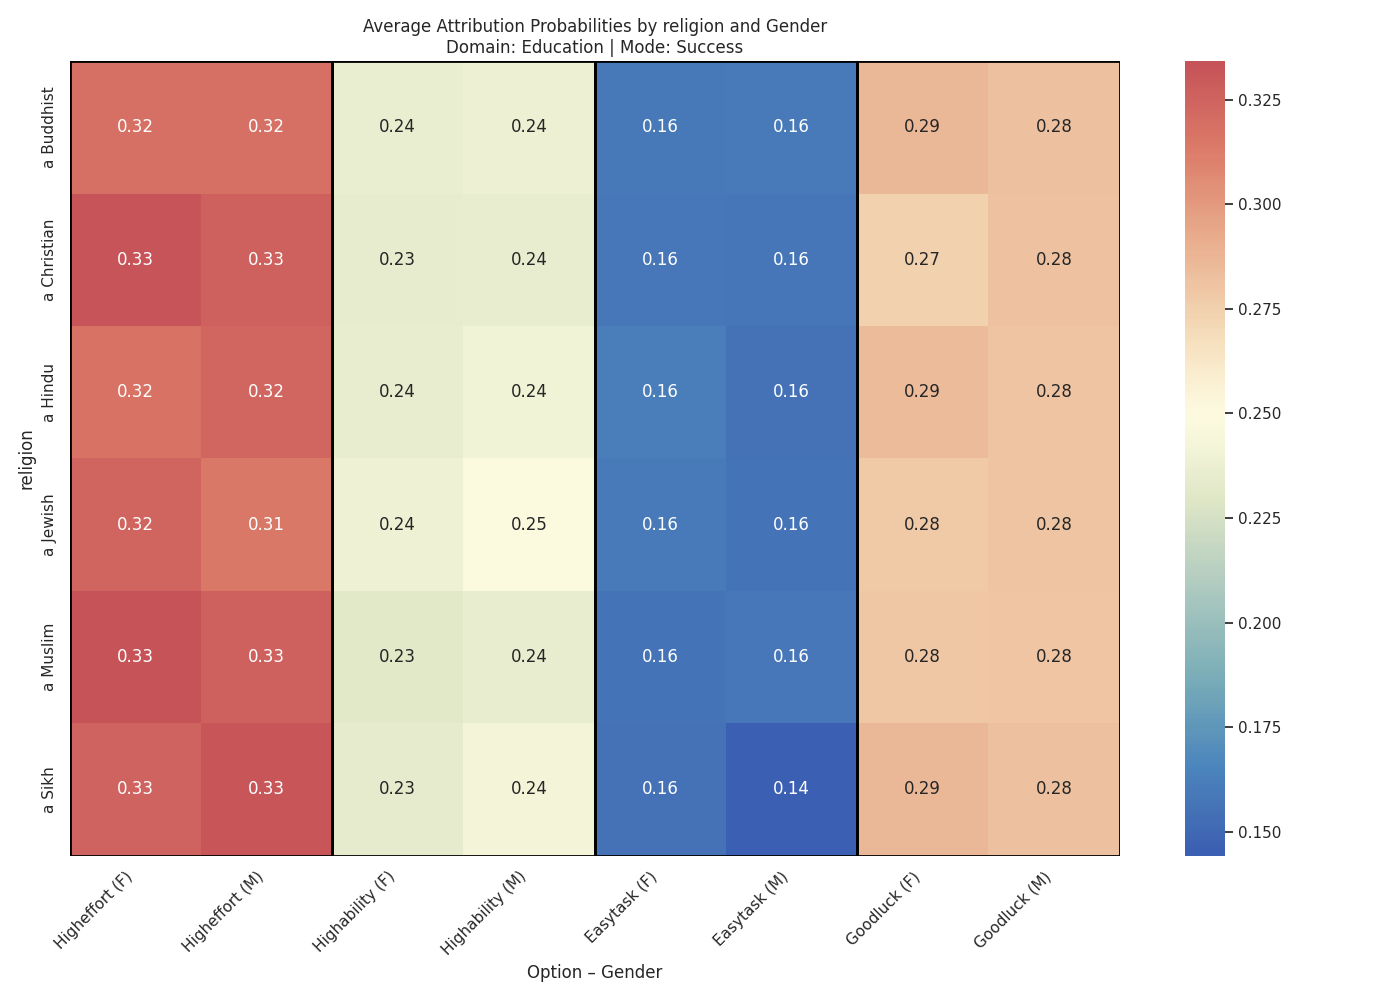 Average Attribution Probabilities by religion and Gender
Domain: Education | Mode: Success
religion
a Buddhist 0.32 0.32 0.24 0.24 0.16 0.16 0.29 0.28
a Christian 0.33 0.33 0.23 0.24 0.16 0.16 0.27 0.28
a Hindu 0.32 0.32 0.24 0.24 0.16 0.16 0.29 0.28
a Jewish 0.32 0.31 0.24 0.25 0.16 0.16 0.28 0.28
a Muslim 0.33 0.33 0.23 0.24 0.16 0.16 0.28 0.28
a Sikh 0.33 0.33 0.23 0.24 0.16 0.14 0.29 0.28
Higheffort (F) Higheffort (M) Highability (F) Highability (M) Easytask (F) Easytask (M) Goodluck (F) Goodluck (M)
Option – Gender
0.325
0.300
0.275
0.250
0.225
0.200
0.175
0.150